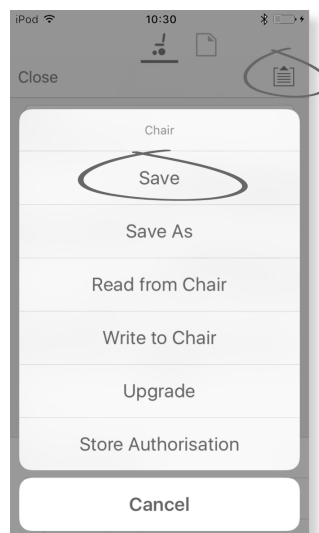 iPod 10:30
Close
Chair
Save
Save As
Read from Chair
Write to Chair
Upgrade
Store Authorisation
Cancel